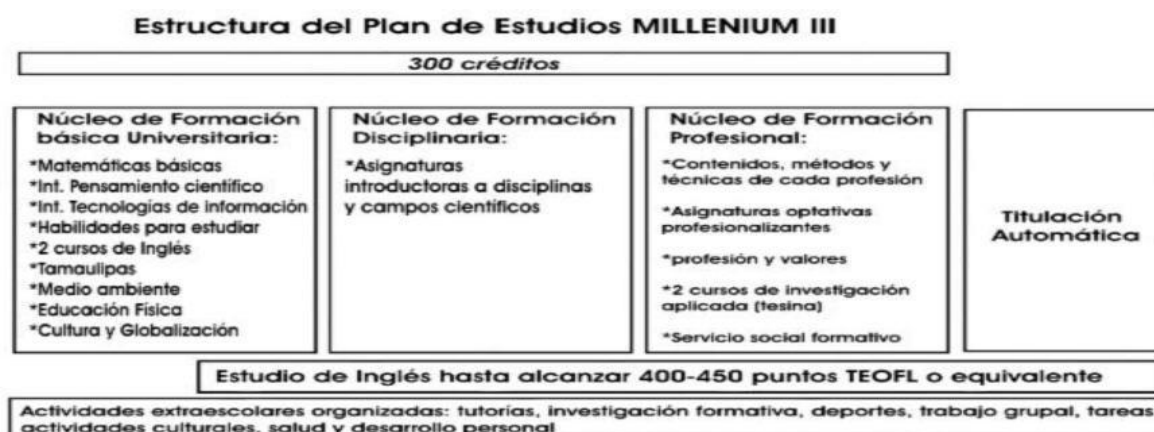 Estructura del Plan de Estudios MILLENIUM III
300 créditos
Núcleo de Formación
básica Universitaria:
*Matemáticas básicas
*Int. Pensamiento científico
*Int. Tecnologías de información
*Habilidades para estudiar
*2 cursos de Inglés
*Tamaulipas
*Medio ambiente
*Educación Física
*Cultura y Globalización
Núcleo de Formación
Disciplinaria:
*Asignaturas
introductoras a disciplinas
y campos científicos
Núcleo de Formación
Profesional:
*Contenidos, métodos y
técnicas de cada profesión
*Asignaturas optativas
profesionalizantes
*profesión y valores
*2 cursos de investigación
aplicada (tesina)
*Servicio social formativo
Titulación
Automática
Estudio de Inglés hasta alcanzar 400-450 puntos TEOFL o equivalente
Actividades extraescolares organizadas: tutorías, investigación formativa, deportes, trabajo grupal, tareas
actividades culturales, salud y desarrollo personal